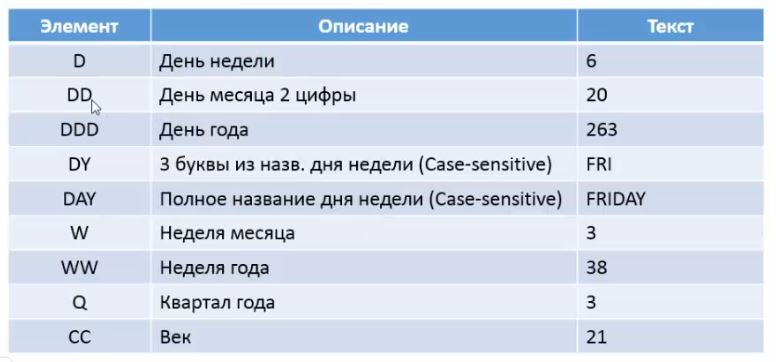 Элемент Описание Текст
D День недели 6
DD День месяца 2 цифры 20
DDD День года 263
DY 3 буквы из назв. дня недели (Case-sensitive) FRI
DAY Полное название дня недели (Case-sensitive) FRIDAY
W Неделя месяца 3
WW Неделя года 38
Q Квартал года 3
CC Век 21